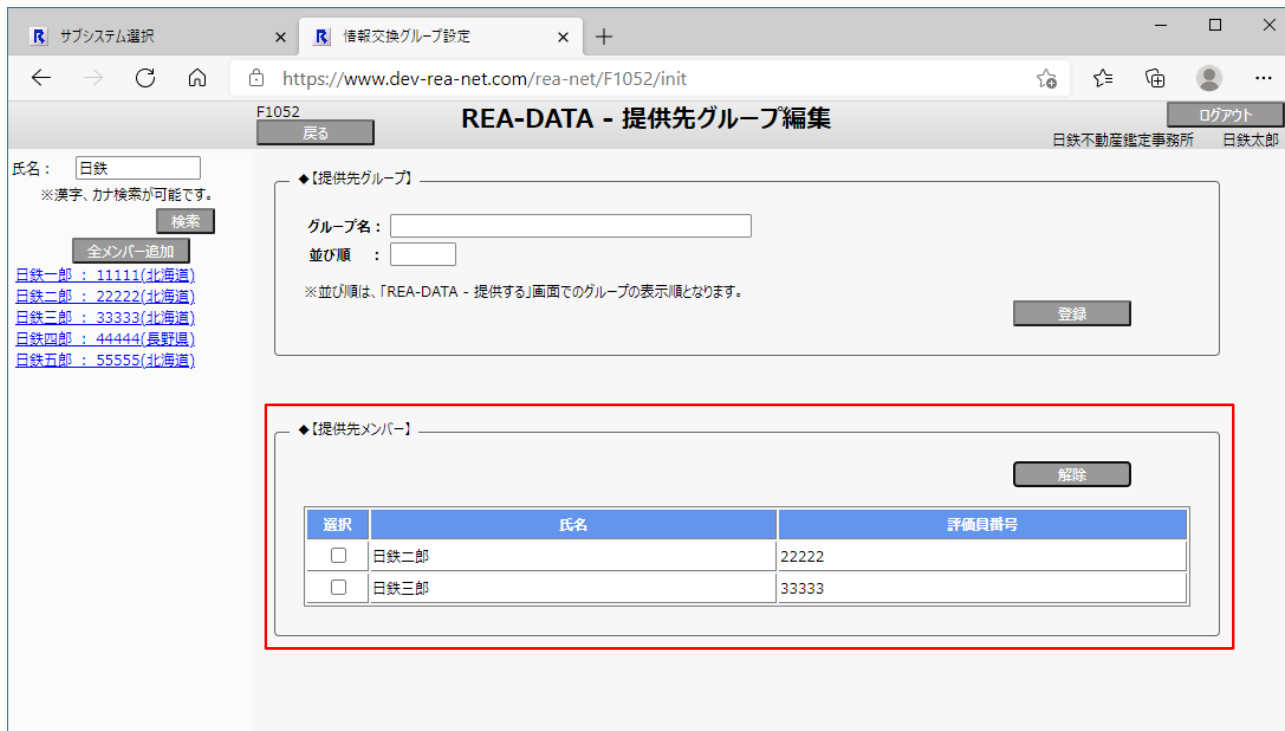 サブシステム選択
情報交換グループ設定
https://www.dev-rea-net.com/rea-net/F1052/init
F1052
戻る
REA-DATA - 提供先グループ編集
ログアウト
日鉄不動産鑑定事務所 日鉄太郎
氏名： 日鉄
※漢字、カナ検索が可能です。
検索
全メンバー追加
日鉄一郎 : 11111(北海道)
日鉄二郎 : 22222(北海道)
日鉄三郎 : 33333(北海道)
日鉄四郎 : 44444(長野県)
日鉄五郎 : 55555(北海道)
◆【提供先グループ】
グループ名：
並び順 ：
※並び順は、「REA-DATA - 提供する」画面でのグループの表示順となります。
登録
◆【提供先メンバー】
解除
選択 氏名 評価員番号
日鉄二郎 22222
日鉄三郎 33333